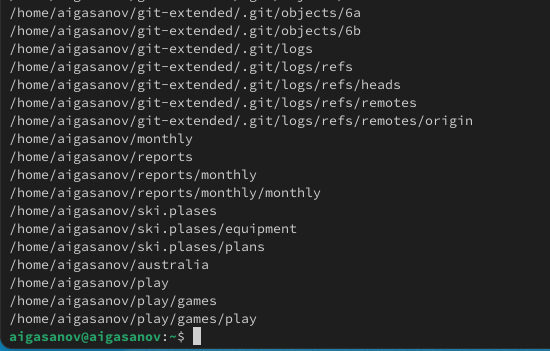 /home/aigasanov/git-extended/.git/objects/6a
/home/aigasanov/git-extended/.git/objects/6b
/home/aigasanov/git-extended/.git/logs
/home/aigasanov/git-extended/.git/logs/refs
/home/aigasanov/git-extended/.git/logs/refs/heads
/home/aigasanov/git-extended/.git/logs/refs/remotes
/home/aigasanov/git-extended/.git/logs/refs/remotes/origin
/home/aigasanov/monthly
/home/aigasanov/reports
/home/aigasanov/reports/monthly
/home/aigasanov/reports/monthly/monthly
/home/aigasanov/ski.plases
/home/aigasanov/ski.plases/equipment
/home/aigasanov/ski.plases/plans
/home/aigasanov/australia
/home/aigasanov/play
/home/aigasanov/play/games
/home/aigasanov/play/games/play
aigasanov@aigasanov:~$